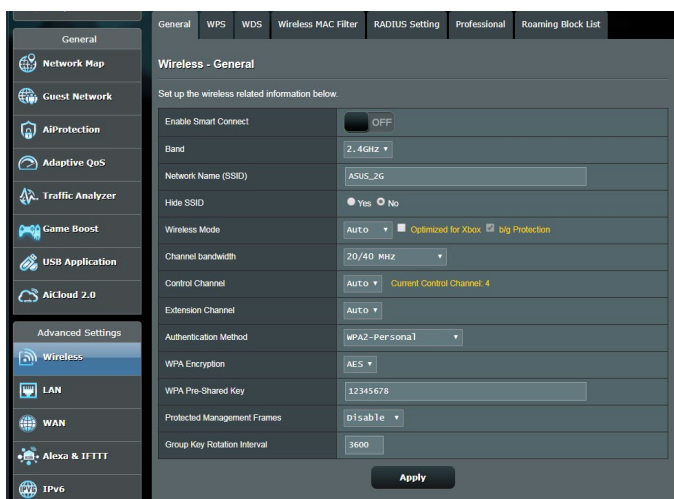 General WPS WDS Wireless MAC Filter RADIUS Setting Professional Roaming Block List
General
Network Map
Guest Network
AiProtection
Adaptive QoS
Traffic Analyzer
Game Boost
USB Application
AiCloud 2.0
Advanced Settings
Wireless
LAN
WAN
Alexa & IFTTT
IPv6
Wireless - General
Set up the wireless related information below.
Enable Smart Connect OFF
Band 2.4GHz
Network Name (SSID) ASUS_2G
Hide SSID Yes No
Wireless Mode Auto Optimized for Xbox b/g Protection
Channel bandwidth 20/40 MHz
Control Channel Auto Current Control Channel: 4
Extension Channel Auto
Authentication Method WPA2-Personal
WPA Encryption AES
WPA Pre-Shared Key 12345678
Protected Management Frames Disable
Group Key Rotation Interval 3600
Apply